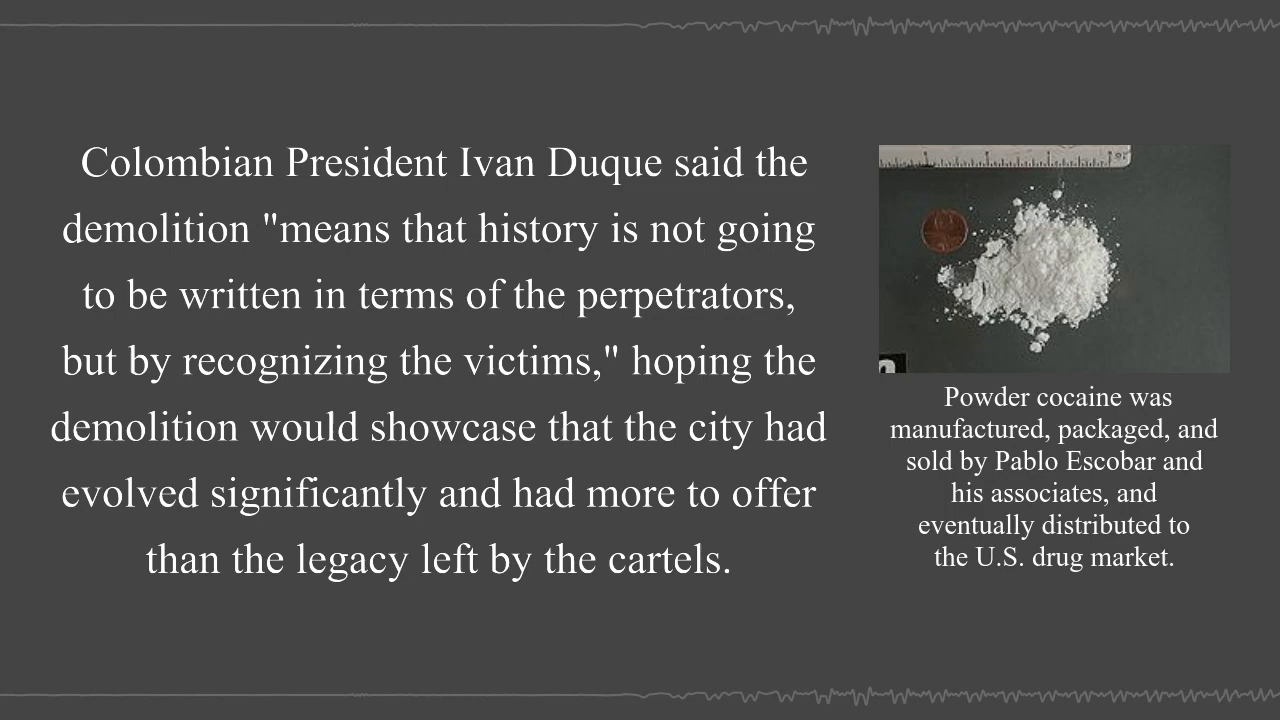 Colombian President Ivan Duque said the
demolition "means that history is not going
to be written in terms of the perpetrators,
but by recognizing the victims," hoping the
demolition would showcase that the city had
evolved significantly and had more to offer
than the legacy left by the cartels.
Powder cocaine was
manufactured, packaged, and
sold by Pablo Escobar and
his associates, and
eventually distributed to
the U.S. drug market.